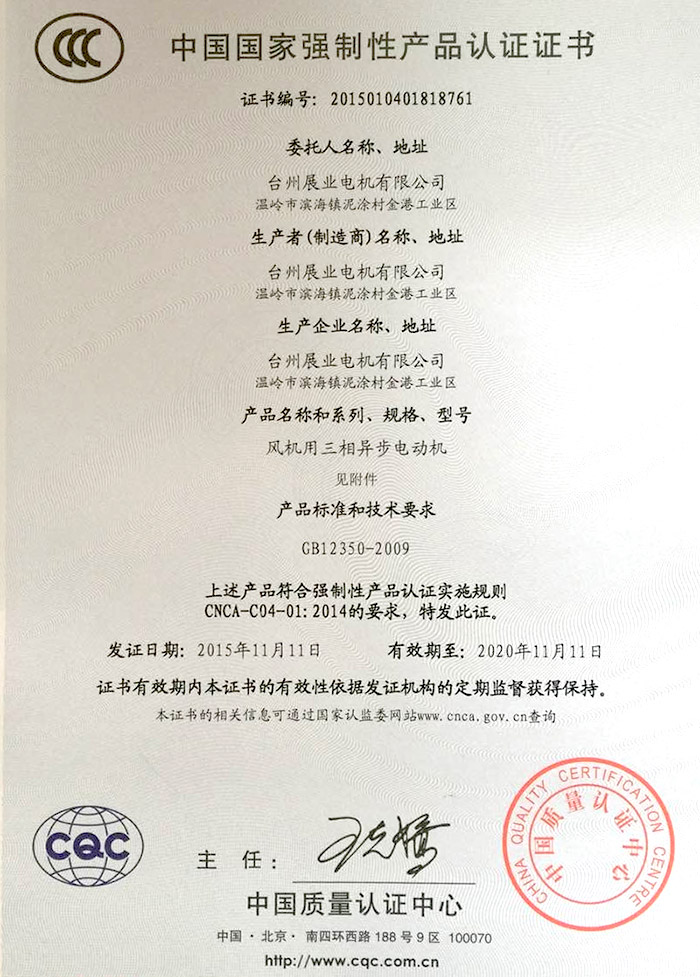 CCC
中国国家强制性产品认证证书
证书编号: 2015010401818761
委托人名称、地址
台州展业电机有限公司
温岭市滨海镇泥涂村金港工业区
生产者(制造商)名称、地址
台州展业电机有限公司
温岭市滨海镇泥涂村金港工业区
生产企业名称、地址
台州展业电机有限公司
温岭市滨海镇泥涂村金港工业区
产品名称和系列、规格、型号
风机用三相异步电动机
见附件
产品标准和技术要求
GB12350-2009
上述产品符合强制性产品认证实施规则
CNCA-C04-01:2014的要求, 特发此证。
发证日期: 2015年11月11日 有效期至: 2020年11月11日
证书有效期内本证书的有效性依据发证机构的定期监督获得保持。
本证书的相关信息可通过国家认监委网站www.cnca.gov.cn查询
CQC
主 任:
CHINA QUALITY CERTIFICATION CENTRE
中国质量认证中心
中国质量认证中心
中国·北京·南四环西路 188 号 9 区 100070
http://www.cqc.com.cn